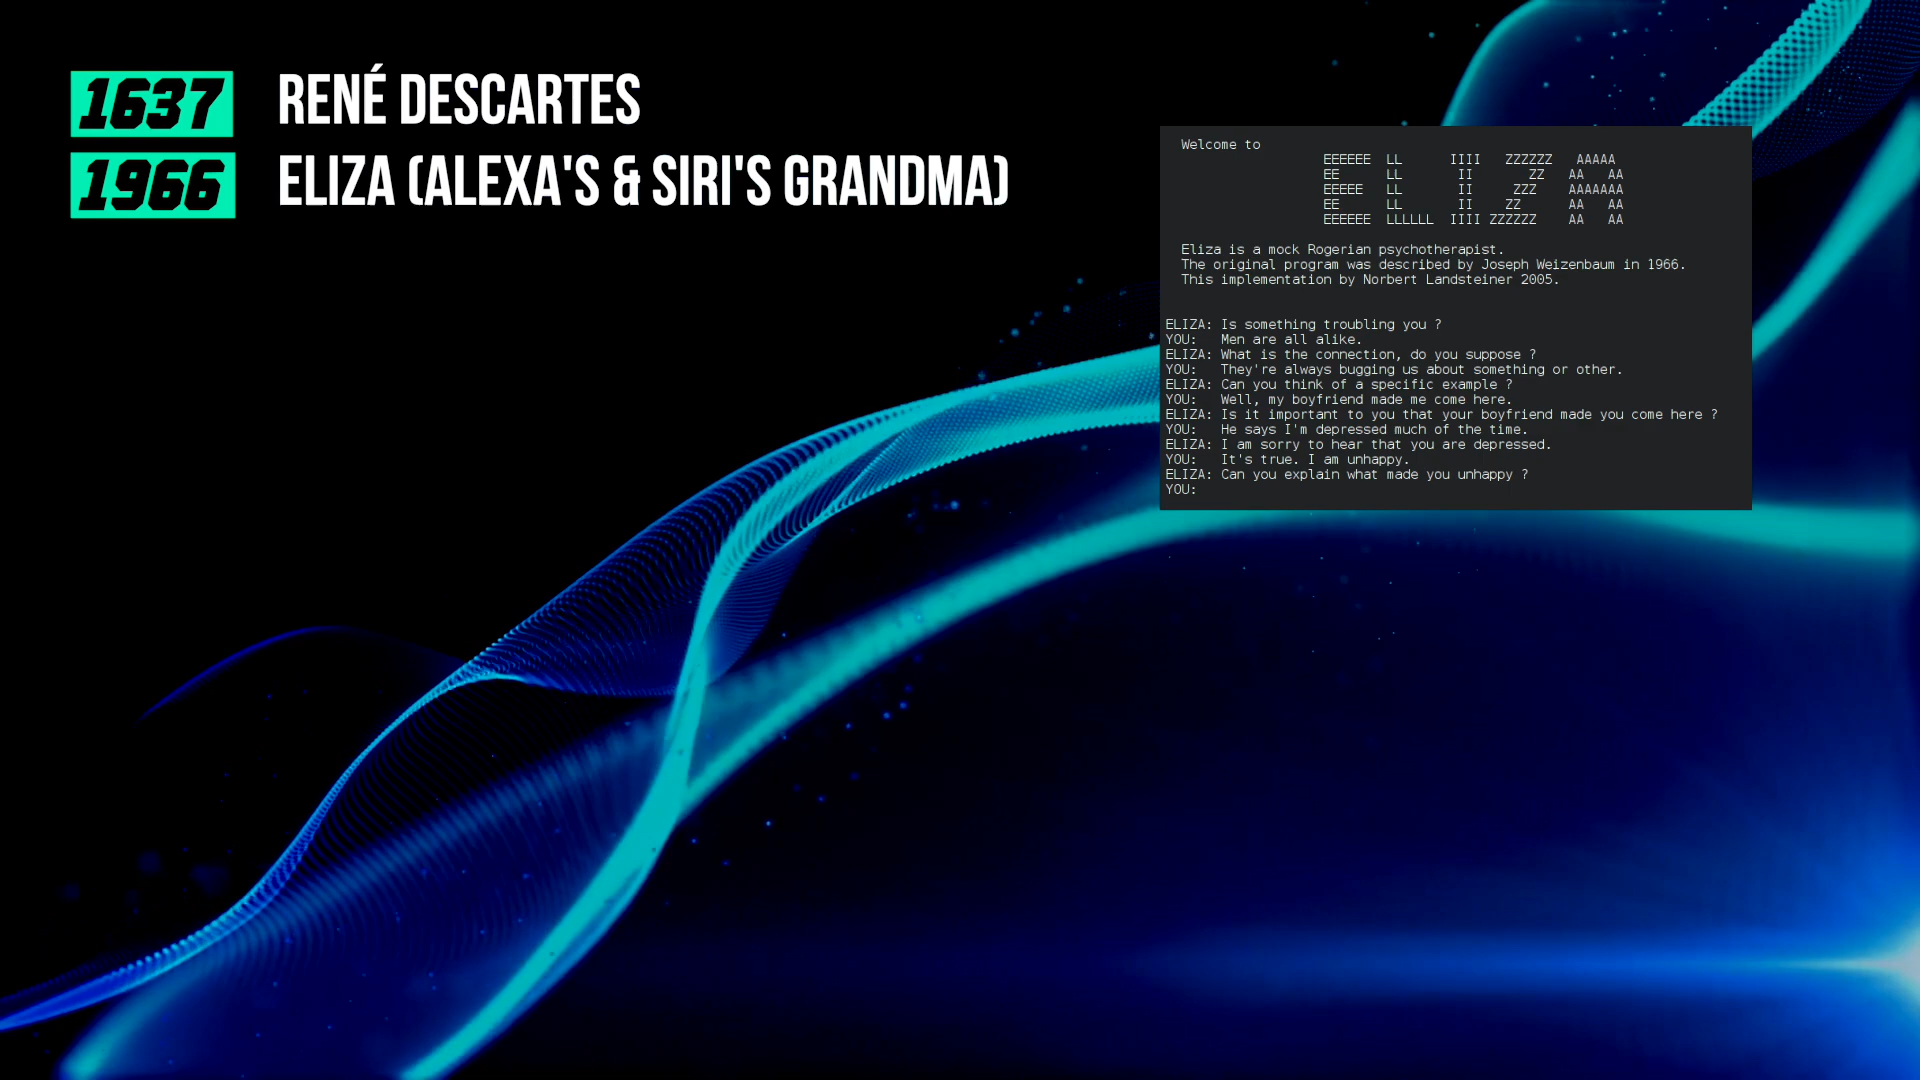 1637 RENÉ DESCARTES
1966 ELIZA (ALEXA'S & SIRI'S GRANDMA)
Welcome to
EEEEEE LL IIII ZZZZZZ AAAAA
EE LL II ZZ AA AA
EEEEE LL II ZZZ AAAAAAA
EE LL II ZZ AA AA
EEEEEE LLLLLL IIII ZZZZZZ AA AA
Eliza is a mock Rogerian psychotherapist.
The original program was described by Joseph Weizenbaum in 1966.
This implementation by Norbert Landsteiner 2005.
ELIZA: Is something troubling you ?
YOU: Men are all alike.
ELIZA: What is the connection, do you suppose ?
YOU: They're always bugging us about something or other.
ELIZA: Can you think of a specific example ?
YOU: Well, my boyfriend made me come here.
ELIZA: Is it important to you that your boyfriend made you come here ?
YOU: He says I'm depressed much of the time.
ELIZA: I am sorry to hear that you are depressed.
YOU: It's true. I am unhappy.
ELIZA: Can you explain what made you unhappy ?
YOU: